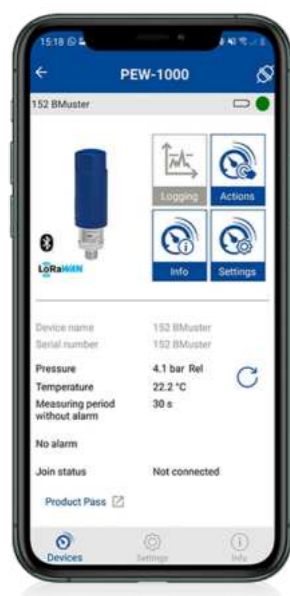 15:18
PEW-1000
152 BMuster
Logging
Actions
LoRaWAN
Info
Settings
Device name 152 BMuster
Serial number 152 BMuster
Pressure 4.1 bar Rel
Temperature 22.2 °C
Measuring period 30 s
without alarm
No alarm
Join status Not connected
Product Pass
Devices
Settings
Info